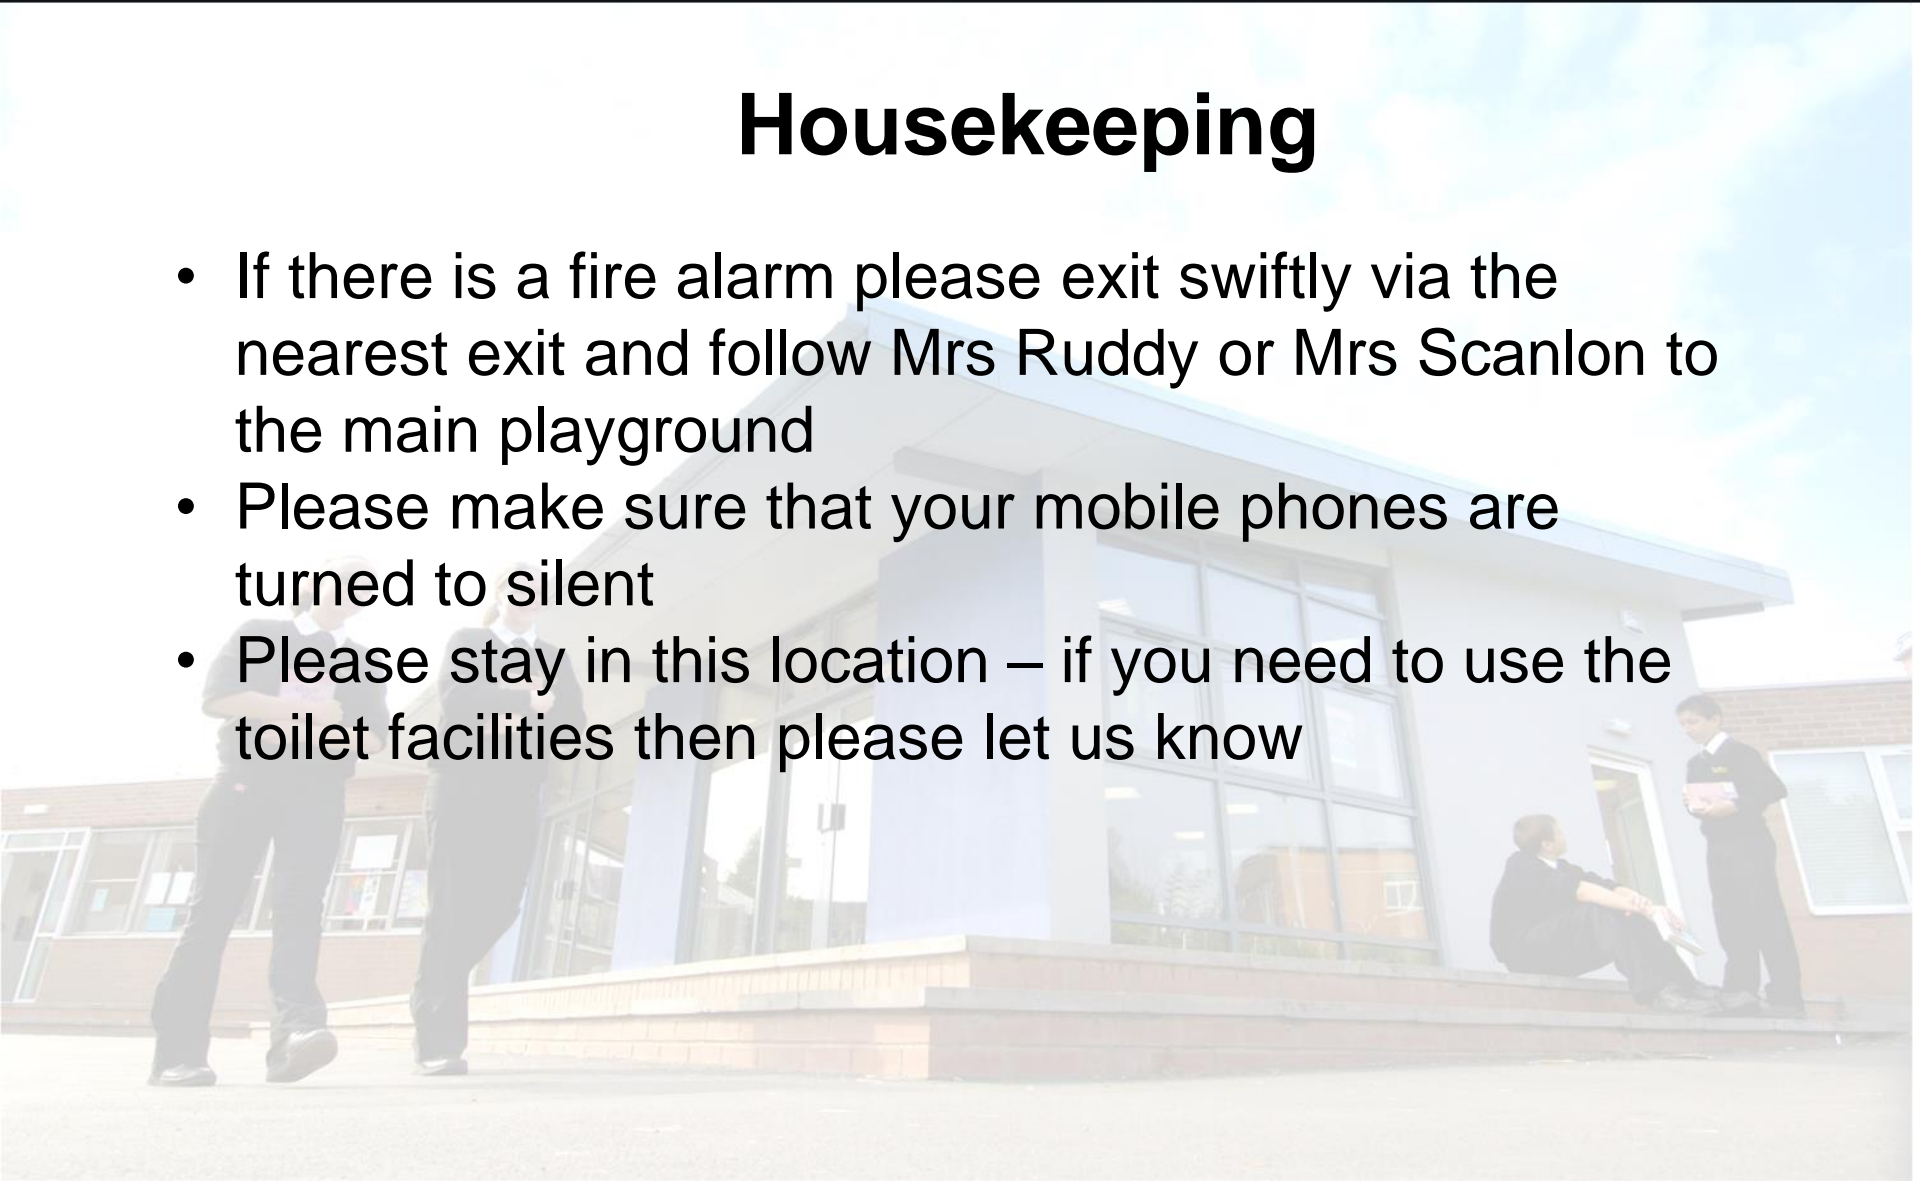 Housekeeping
• If there is a fire alarm please exit swiftly via the
nearest exit and follow Mrs Ruddy or Mrs Scanlon to
the main playground
• Please make sure that your mobile phones are
turned to silent
• Please stay in this location – if you need to use the
toilet facilities then please let us know